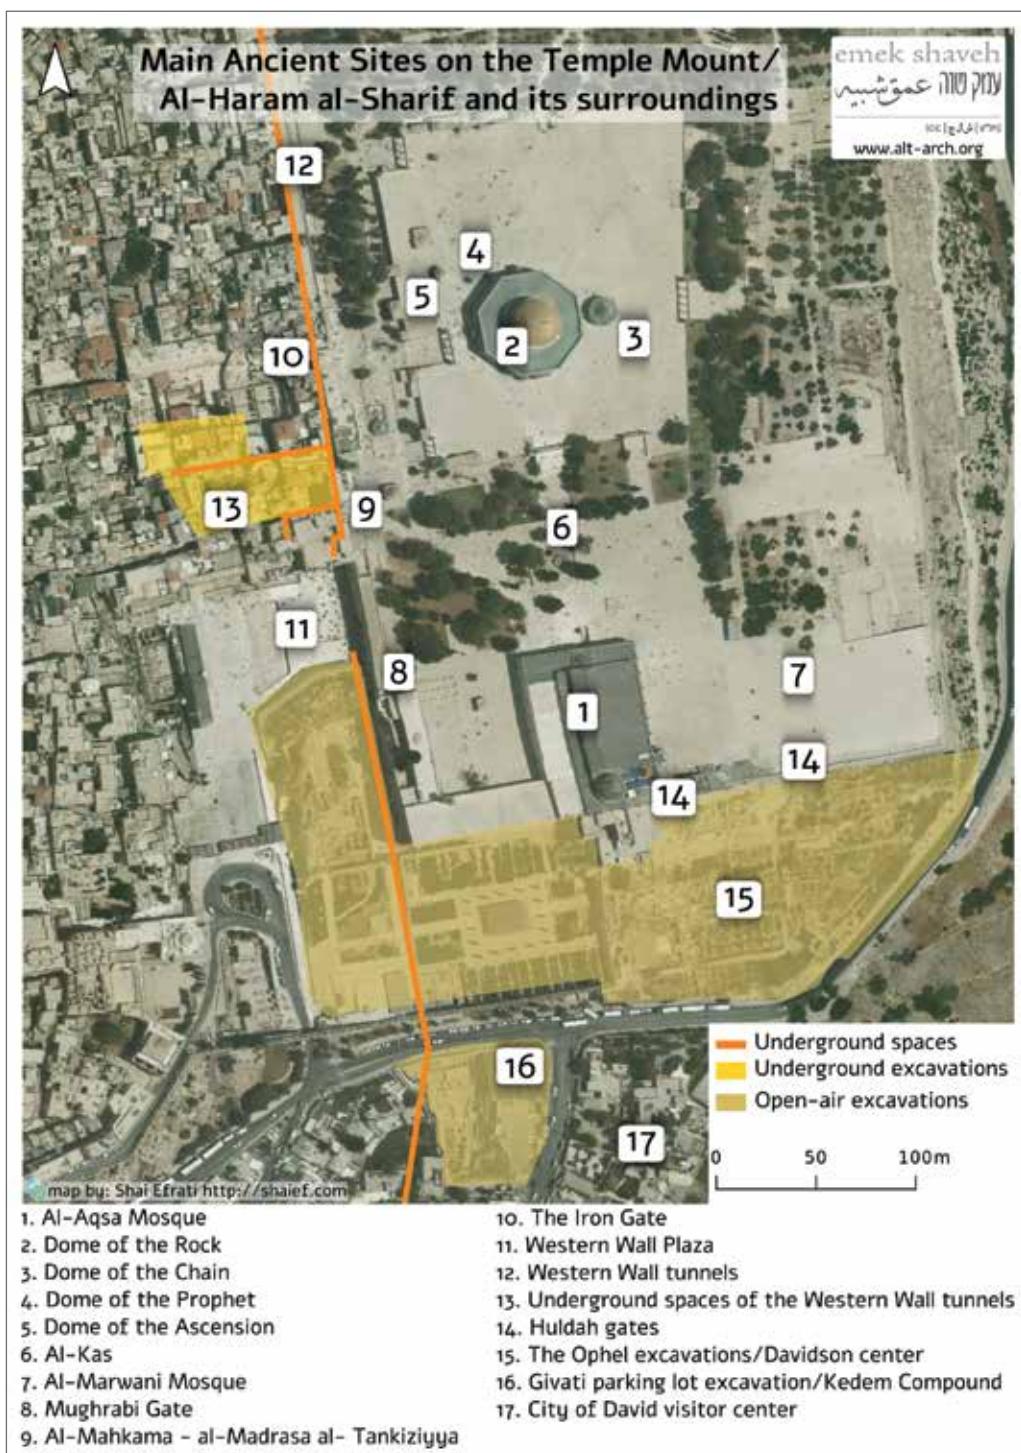 Main Ancient Sites on the Temple Mount/
Al-Haram al-Sharif and its surroundings
emek shaveh
עמק שווה عمق شبيه
www.alt-arch.org
12
4
5
3
10
2
13
9
6
11
8
7
1
14
14
15
16
17
Underground spaces
Underground excavations
Open-air excavations
0 50 100m
map by: Shai Efrati http://shaief.com
1. Al-Aqsa Mosque
2. Dome of the Rock
3. Dome of the Chain
4. Dome of the Prophet
5. Dome of the Ascension
6. Al-Kas
7. Al-Marwani Mosque
8. Mughrabi Gate
9. Al-Mahkama - al-Madrasa al- Tankiziyya
10. The Iron Gate
11. Western Wall Plaza
12. Western Wall tunnels
13. Underground spaces of the Western Wall tunnels
14. Huldah gates
15. The Ophel excavations/Davidson center
16. Givati parking lot excavation/Kedem Compound
17. City of David visitor center